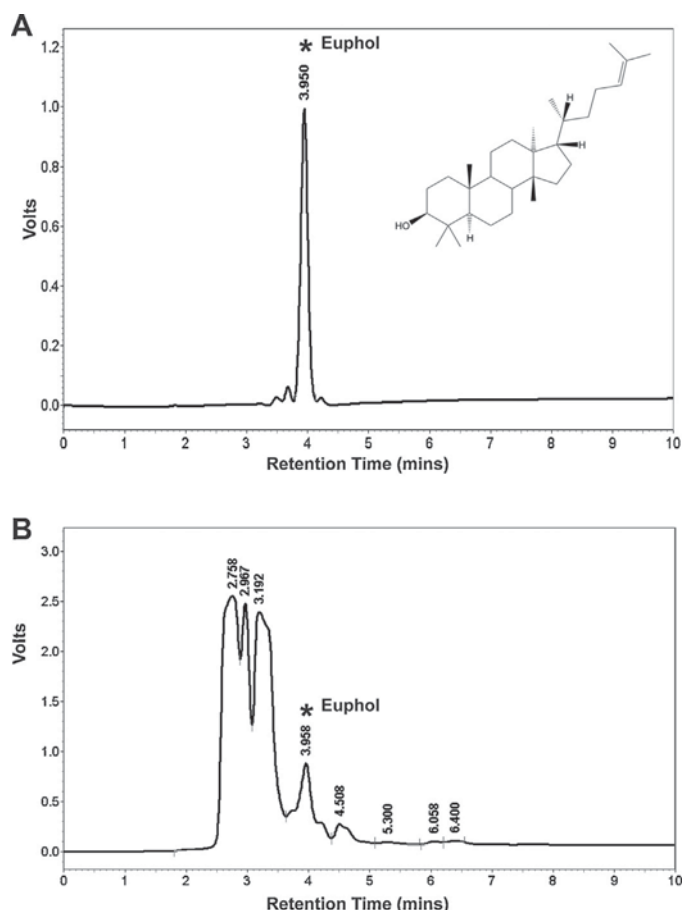 A
* Euphol
3.950
H
H
HO
H
Volts
1.2
1.0
0.8
0.6
0.4
0.2
0.0
0 1 2 3 4 5 6 7 8 9 10
Retention Time (mins)
B
2.758
2.967
3.192
* Euphol
3.958
4.508
5.300
6.058
6.400
Volts
3.0
2.5
2.0
1.5
1.0
0.5
0.0
0 1 2 3 4 5 6 7 8 9 10
Retention Time (mins)